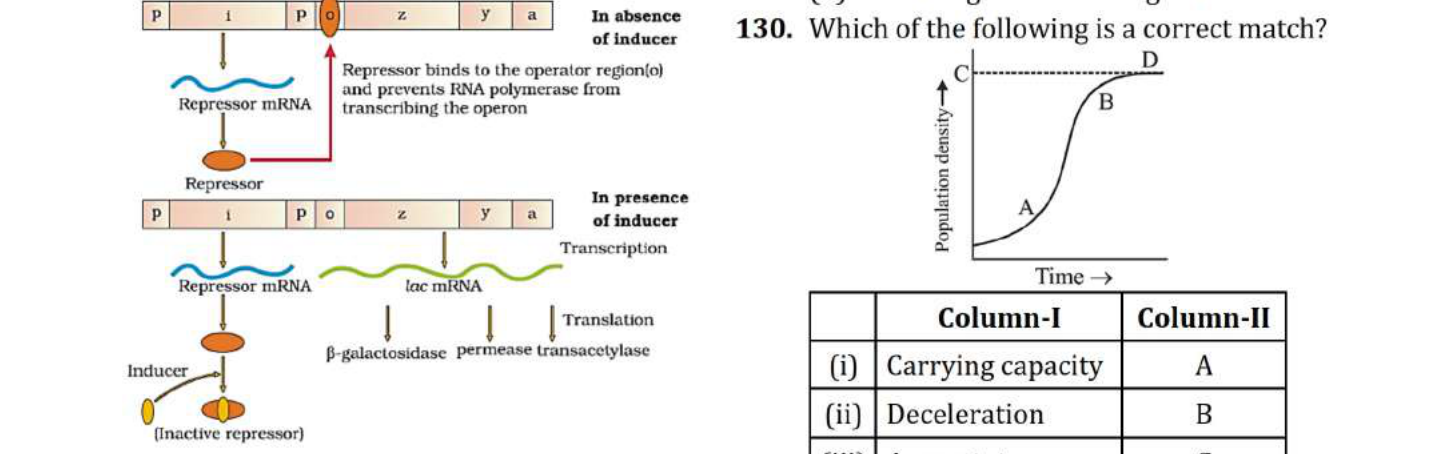 p i p o z y a
In absence
of inducer
Repressor binds to the operator region(o)
and prevents RNA polymerase from
transcribing the operon
Repressor mRNA
Repressor
p i p o z y a
In presence
of inducer
Transcription
Repressor mRNA
lac mRNA
Translation
β-galactosidase permease transacetylase
Inducer
(Inactive repressor)
130. Which of the following is a correct match?
C
D
B
A
Population density→
Time →
Column-I Column-II
(i) Carrying capacity A
(ii) Deceleration B